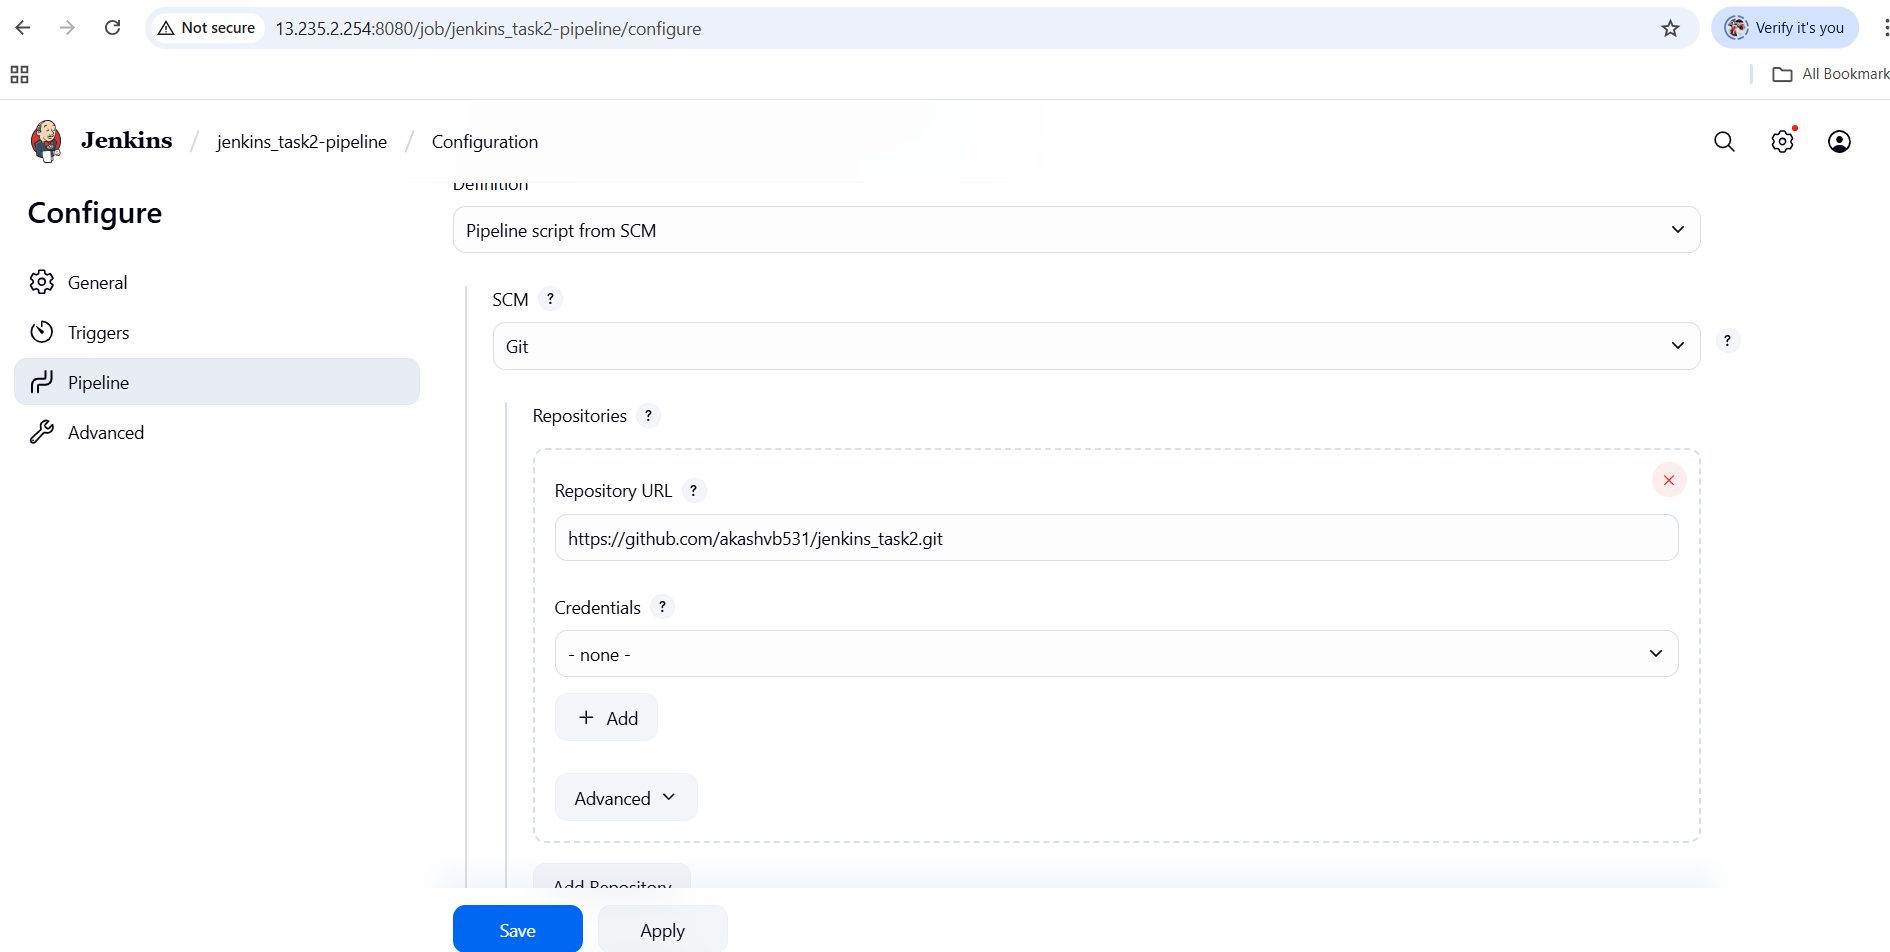 Not secure 13.235.2.254:8080/job/jenkins_task2-pipeline/configure Verify it's you
All Bookmark
Jenkins / jenkins_task2-pipeline / Configuration
Configure
General
Triggers
Pipeline
Advanced
Definition
Pipeline script from SCM
SCM ?
Git
?
Repositories ?
Repository URL ?
https://github.com/akashvb531/jenkins_task2.git
Credentials ?
- none -
+ Add
Advanced
Add Repository
Save Apply